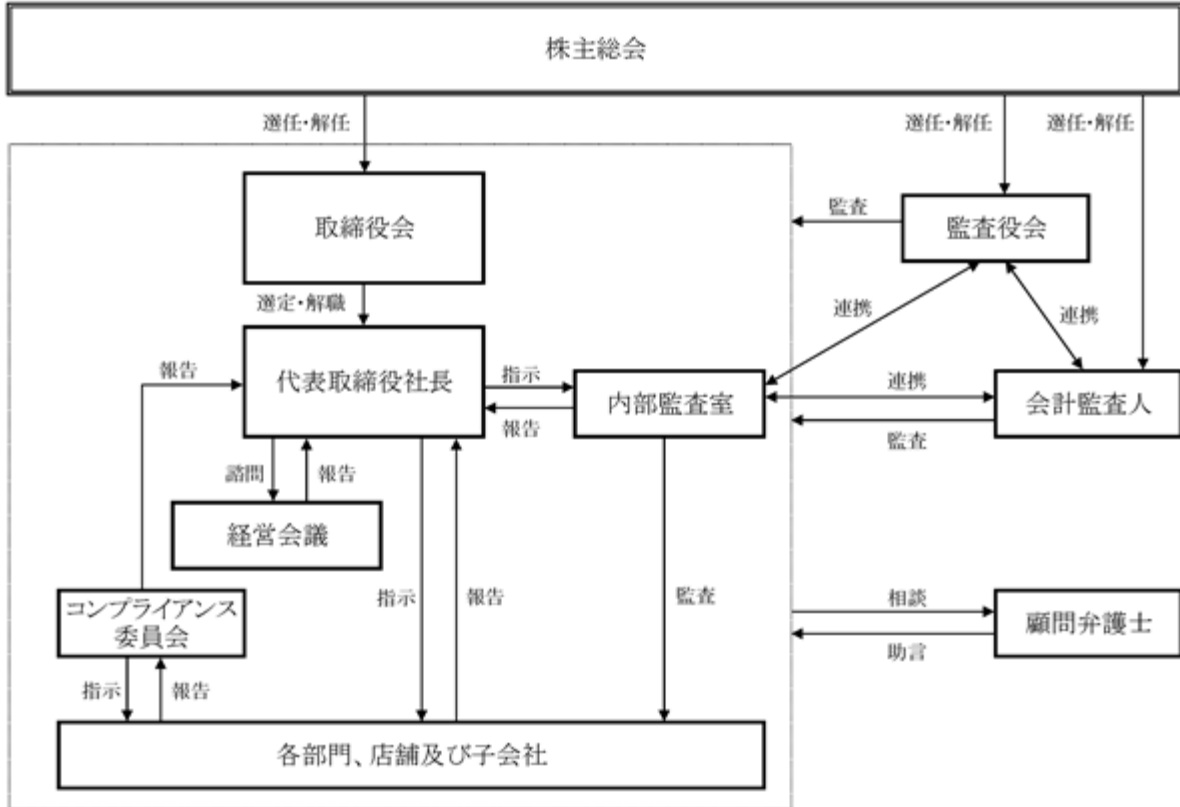 株主総会
選任・解任
選任・解任
選任・解任
取締役会
監査
監査役会
選定・解職
連携
連携
報告
代表取締役社長
指示
報告
内部監査室
連携
監査
会計監査人
諮問
報告
経営会議
指示
報告
監査
コンプライアンス
委員会
相談
助言
顧問弁護士
指示
報告
各部門、店舗及び子会社